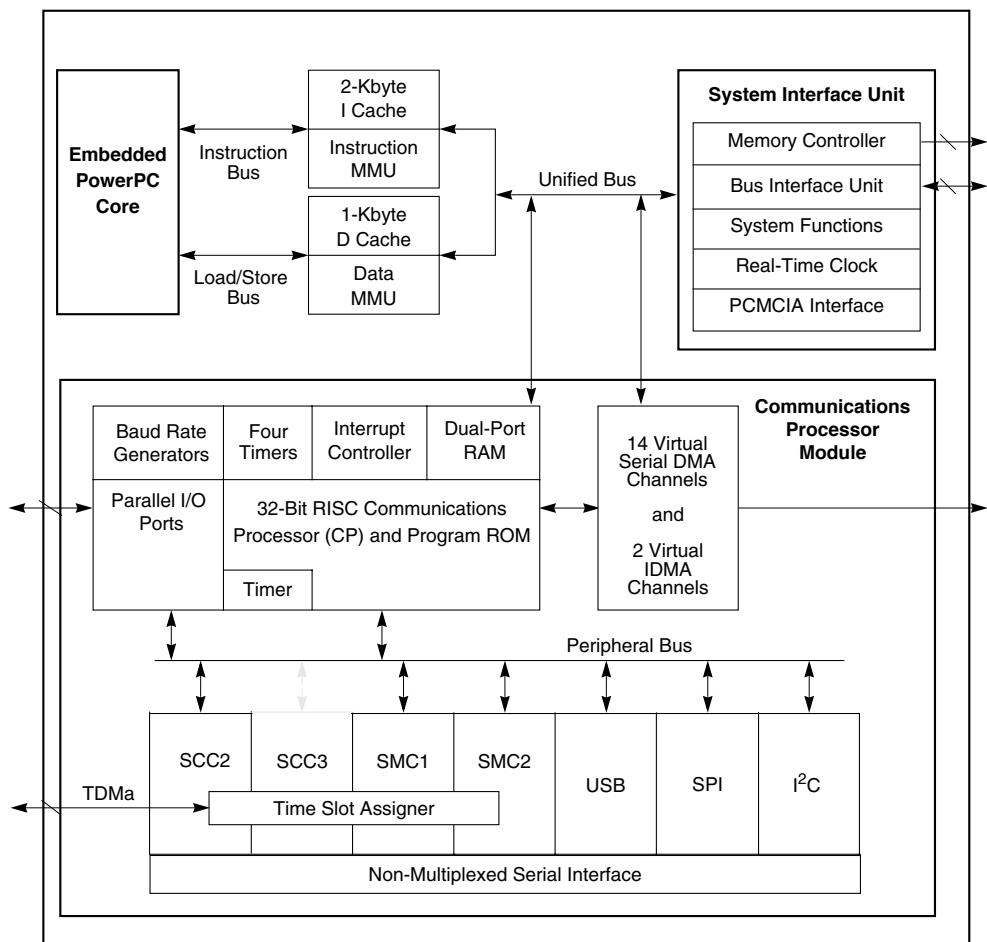 Embedded
PowerPC
Core
Instruction
Bus
Load/Store
Bus
2-Kbyte
I Cache
Instruction
MMU
1-Kbyte
D Cache
Data
MMU
Unified Bus
System Interface Unit
Memory Controller
Bus Interface Unit
System Functions
Real-Time Clock
PCMCIA Interface
Communications
Processor
Module
Baud Rate
Generators
Four
Timers
Interrupt
Controller
Dual-Port
RAM
Parallel I/O
Ports
32-Bit RISC Communications
Processor (CP) and Program ROM
Timer
14 Virtual
Serial DMA
Channels
and
2 Virtual
IDMA
Channels
Peripheral Bus
SCC2
SCC3
SMC1
SMC2
USB
SPI
I²C
TDMa
Time Slot Assigner
Non-Multiplexed Serial Interface